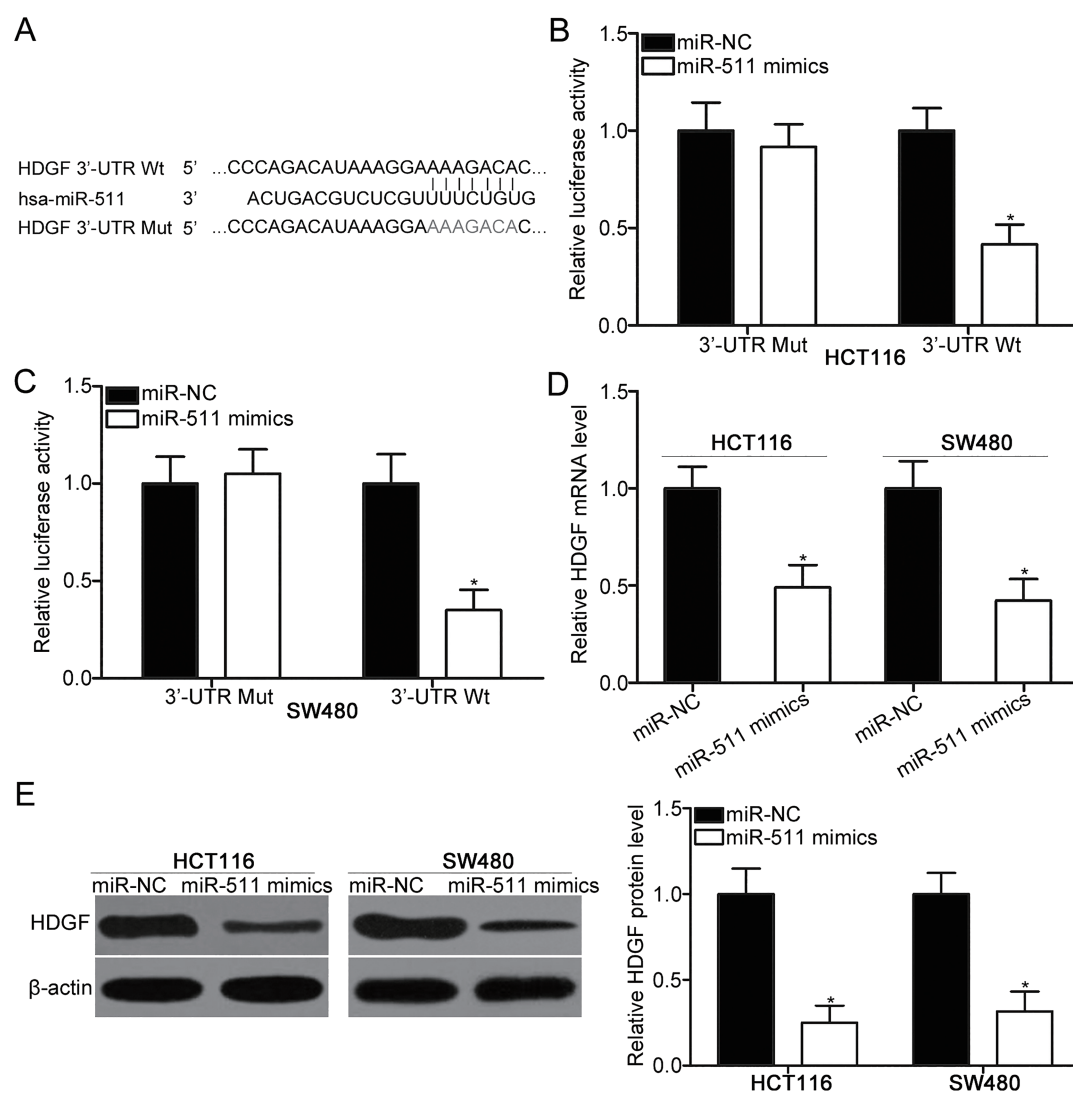 A
HDGF 3'-UTR Wt 5' ...CCCAGACAUAAAGGAAAAGACAC...
hsa-miR-511 3' ACUGACGUCUCGUUUUCUGUG
HDGF 3'-UTR Mut 5' ...CCCAGACAUAAAGGAAAAGACAC...
B
1.5
miR-NC
miR-511 mimics
1.0
Relative luciferase activity
0.5
*
0.0
3'-UTR Mut 3'-UTR Wt
HCT116
C
1.5
miR-NC
miR-511 mimics
1.0
Relative luciferase activity
0.5
*
0.0
3'-UTR Mut 3'-UTR Wt
SW480
D
1.5
HCT116 SW480
1.0
Relative HDGF mRNA level
* *
0.5
0.0
miR-NC miR-511 mimics miR-NC miR-511 mimics
E
HCT116 SW480
miR-NC miR-511 mimics miR-NC miR-511 mimics
HDGF
β-actin
1.5
miR-NC
miR-511 mimics
1.0
Relative HDGF protein level
0.5
* *
0.0
HCT116 SW480